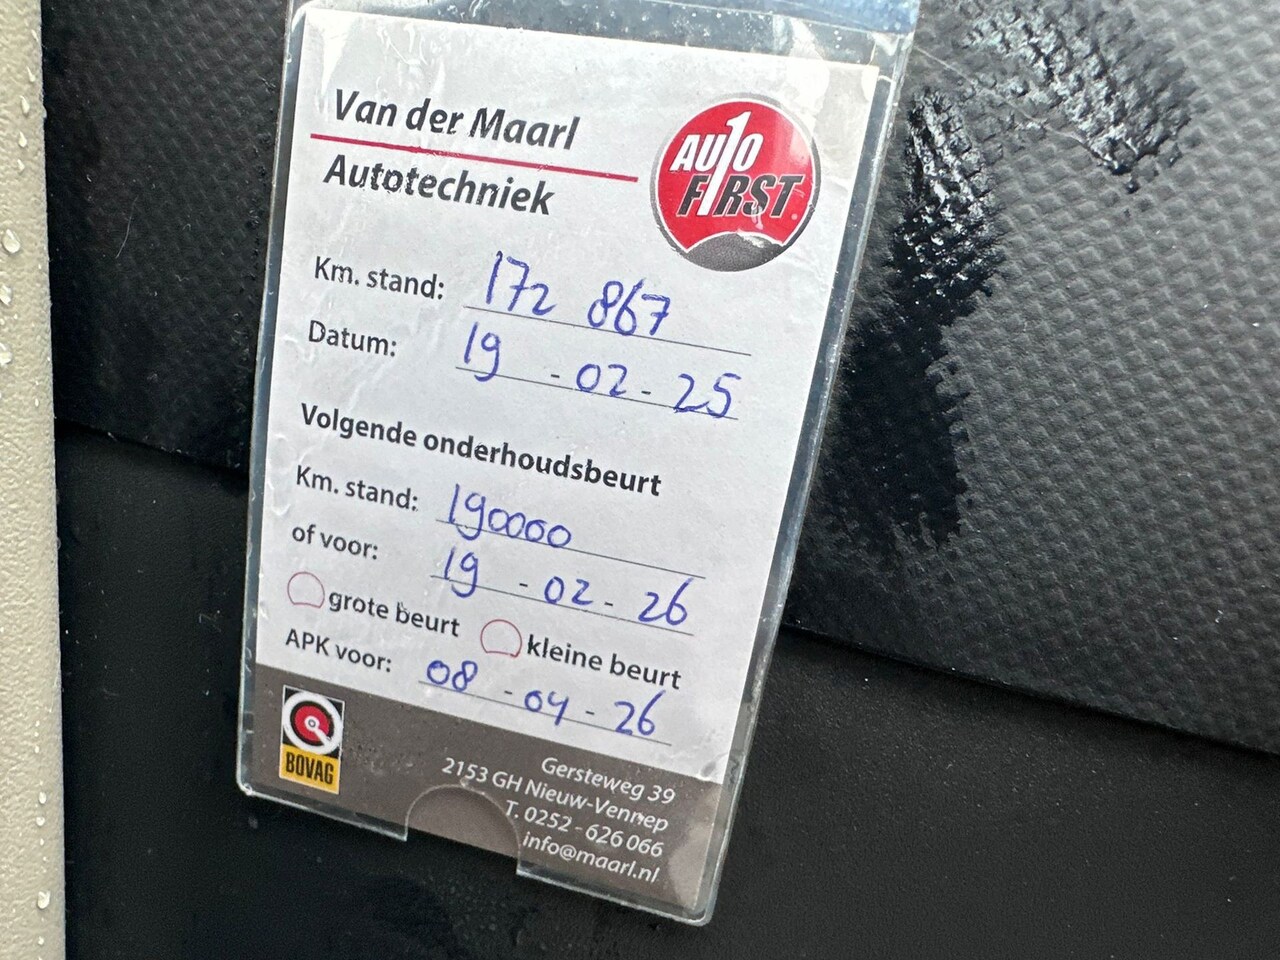 Van der Maarl
Autotechniek
AUTO
F1RST
Km. stand: 172 867
Datum: 19 - 02 - 25
Volgende onderhoudsbeurt
Km. stand: 190000
of voor: 19 - 02 - 26
grote beurt kleine beurt
APK voor: 08 - 04 - 26
BOVAG
Gersteweg 39
2153 GH Nieuw-Vennep
T. 0252 - 626 066
info@maarl.nl